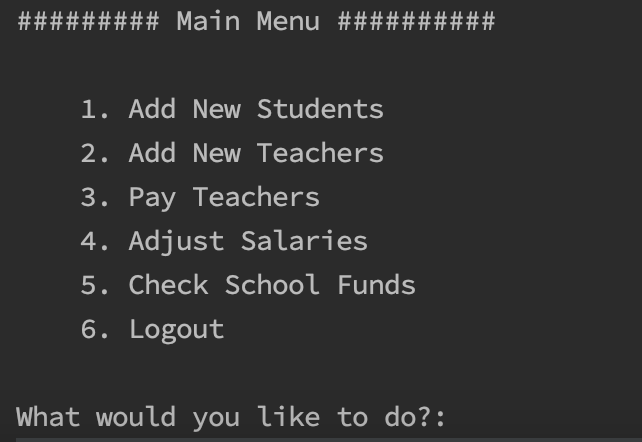 ######### Main Menu ##########
1. Add New Students
2. Add New Teachers
3. Pay Teachers
4. Adjust Salaries
5. Check School Funds
6. Logout
What would you like to do?: